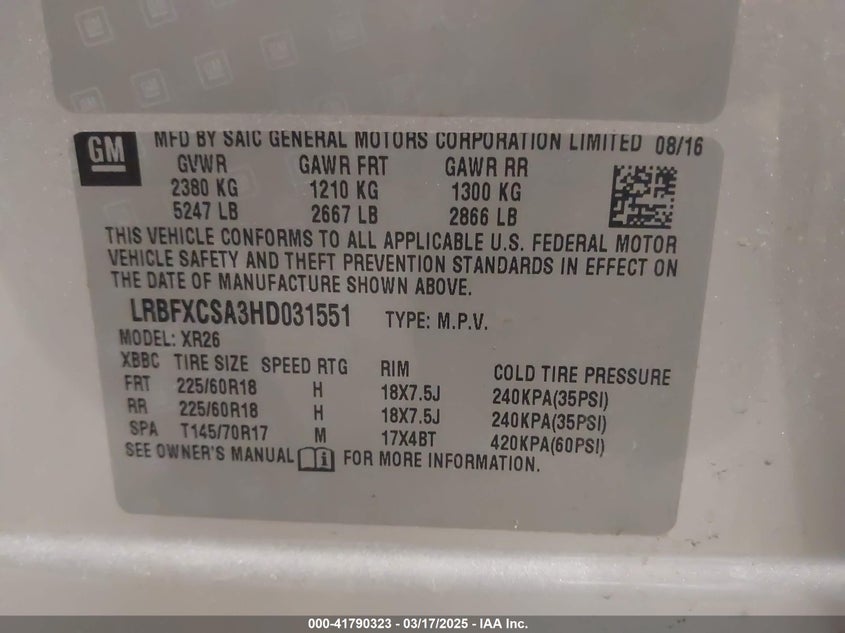 GM
MFD BY SAIC GENERAL MOTORS CORPORATION LIMITED 08/16
GVWR GAWR FRT GAWR RR
2380 KG 1210 KG 1300 KG
5247 LB 2667 LB 2866 LB
THIS VEHICLE CONFORMS TO ALL APPLICABLE U.S. FEDERAL MOTOR
VEHICLE SAFETY AND THEFT PREVENTION STANDARDS IN EFFECT ON
THE DATE OF MANUFACTURE SHOWN ABOVE.
LRBFXCSA3HD031551 TYPE: M.P.V.
MODEL: XR26
XBBC TIRE SIZE SPEED RTG RIM COLD TIRE PRESSURE
FRT 225/60R18 H 18X7.5J 240KPA(35PSI)
RR 225/60R18 H 18X7.5J 240KPA(35PSI)
SPA T145/70R17 M 17X4BT 420KPA(60PSI)
SEE OWNER'S MANUAL i FOR MORE INFORMATION.
000-41790323 - 03/17/2025 - IAA Inc.